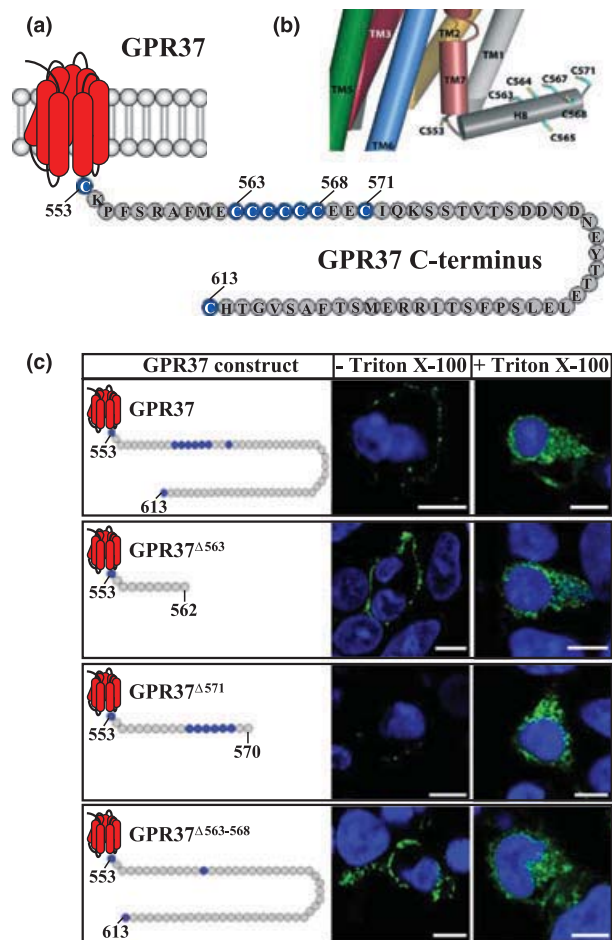 (a)
GPR37
(b)
TM3
TM2
TM1
TM5
TM7
TM6
C553
H8
C563
C564
C567
C571
C568
C565
553
563
568
571
C K P F S R A F M E C C C C C C E E C I Q K S S T V T S D D N D
N E Y T T E
GPR37 C-terminus
613
C H T G V S A F T S M E R R I T S F P S L E L
(c)
GPR37 construct
- Triton X-100
+ Triton X-100
GPR37
553
613
GPR37Δ563
553
562
GPR37Δ571
553
570
GPR37Δ563-568
553
613